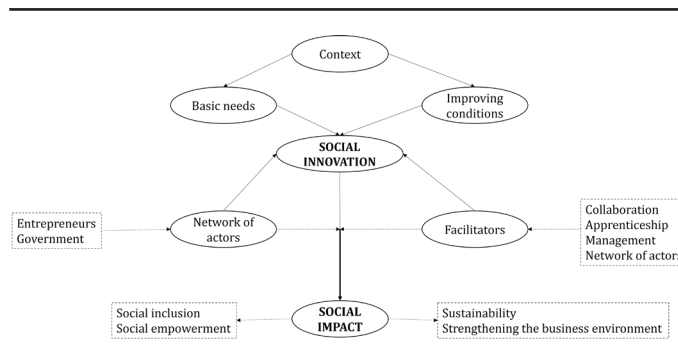 Context
Basic needs
Improving
conditions
SOCIAL
INNOVATION
Entrepreneurs
Government
Network of
actors
Facilitators
Collaboration
Apprenticeship
Management
Network of actors
Social inclusion
Social empowerment
SOCIAL
IMPACT
Sustainability
Strengthening the business environment